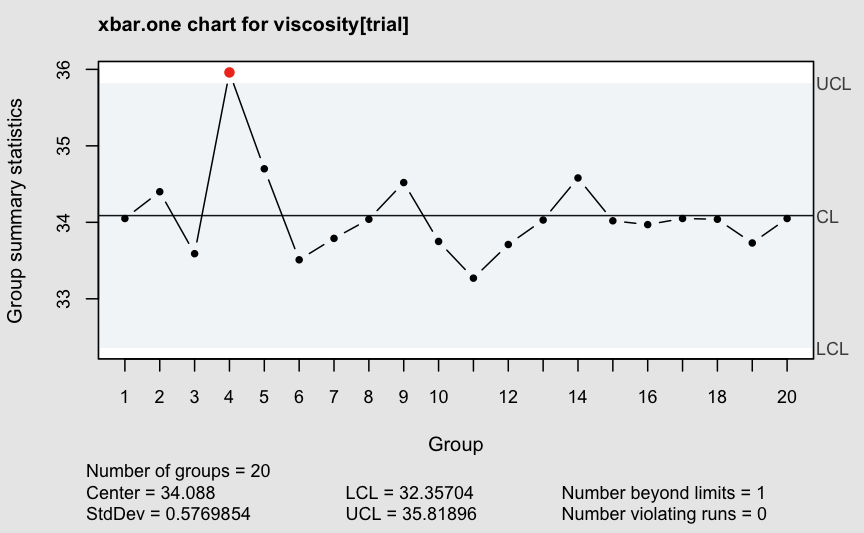 xbar.one chart for viscosity[trial]
Group summary statistics
36
35
34
33
UCL
CL
LCL
1 2 3 4 5 6 7 8 9 10 12 14 16 18 20
Group
Number of groups = 20
Center = 34.088 LCL = 32.35704 Number beyond limits = 1
StdDev = 0.5769854 UCL = 35.81896 Number violating runs = 0